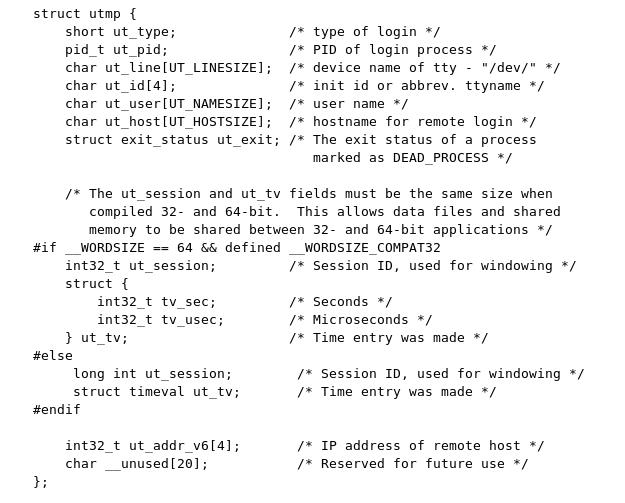 struct utmp {
    short ut_type;              /* type of login */
    pid_t ut_pid;               /* PID of login process */
    char ut_line[UT_LINESIZE];  /* device name of tty - "/dev/" */
    char ut_id[4];              /* init id or abbrev. ttyname */
    char ut_user[UT_NAMESIZE];  /* user name */
    char ut_host[UT_HOSTSIZE];  /* hostname for remote login */
    struct exit_status ut_exit; /* The exit status of a process
                                   marked as DEAD_PROCESS */

    /* The ut_session and ut_tv fields must be the same size when
       compiled 32- and 64-bit.  This allows data files and shared
       memory to be shared between 32- and 64-bit applications */
#if __WORDSIZE == 64 && defined __WORDSIZE_COMPAT32
    int32_t ut_session;         /* Session ID, used for windowing */
    struct {
        int32_t tv_sec;         /* Seconds */
        int32_t tv_usec;        /* Microseconds */
    } ut_tv;                    /* Time entry was made */
#else
     long int ut_session;        /* Session ID, used for windowing */
     struct timeval ut_tv;       /* Time entry was made */
#endif

    int32_t ut_addr_v6[4];       /* IP address of remote host */
    char __unused[20];           /* Reserved for future use */
};